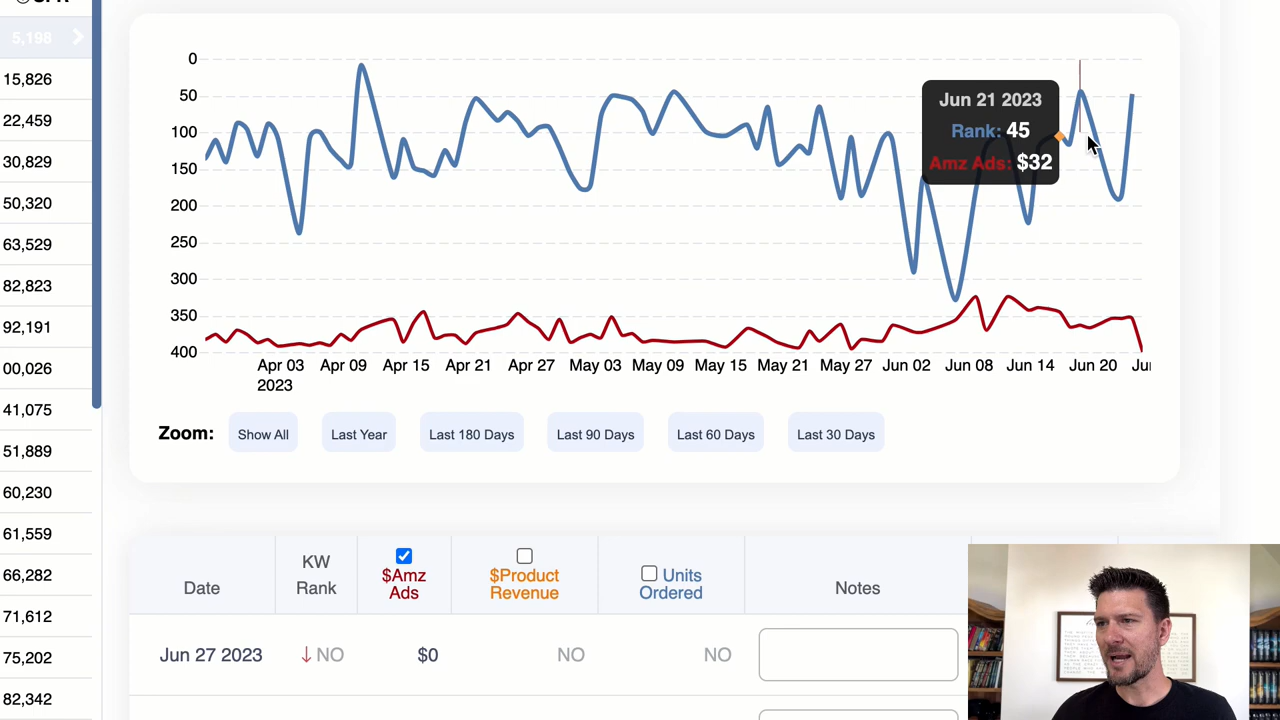 5,198
15,826
22,459
30,829
50,320
63,529
82,823
92,191
00,026
41,075
51,889
60,230
61,559
66,282
71,612
75,202
82,342
0
50
100
150
200
250
300
350
400
Jun 21 2023
Rank: 45
Amz Ads: $32
Apr 03 Apr 09 Apr 15 Apr 21 Apr 27 May 03 May 09 May 15 May 21 May 27 Jun 02 Jun 08 Jun 14 Jun 20 Ju
2023
Zoom: Show All Last Year Last 180 Days Last 90 Days Last 60 Days Last 30 Days
Date
KW
Rank
$Amz
Ads
$Product
Revenue
Units
Ordered
Notes
Jun 27 2023 ↓ NO $0 NO NO